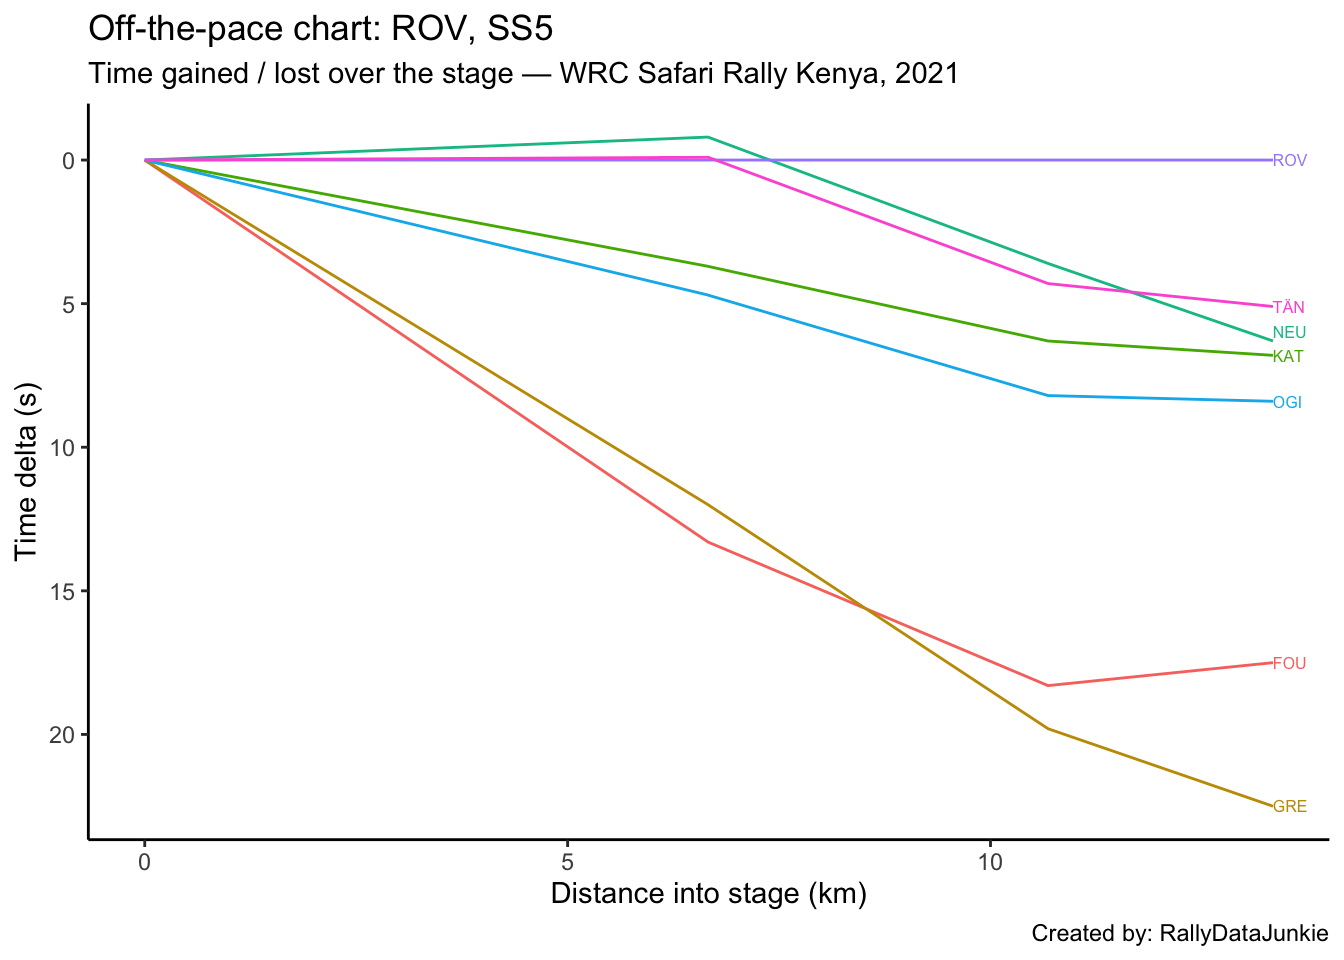 Off-the-pace chart: ROV, SS5
Time gained / lost over the stage — WRC Safari Rally Kenya, 2021
0
5
10
15
20
Time delta (s)
ROV
TÄN
NEU
KAT
OGI
FOU
GRE
0 5 10
Distance into stage (km)
Created by: RallyDataJunkie